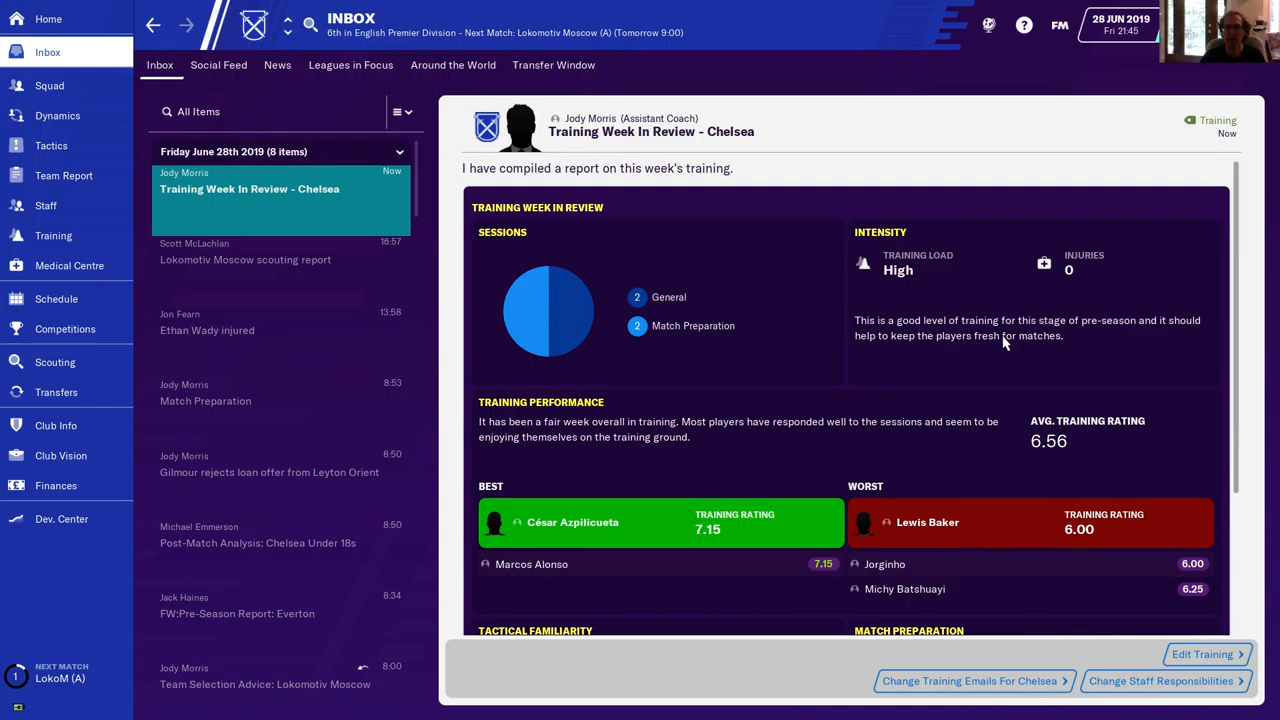 Home
Inbox
Squad
Dynamics
Tactics
Team Report
Staff
Training
Medical Centre
Schedule
Competitions
Scouting
Transfers
Club Info
Club Vision
Finances
Dev. Center
1
NEXT MATCH
LokoM (A)
INBOX
6th in English Premier Division - Next Match: Lokomotiv Moscow (A) (Tomorrow 9:00)
?
FM
28 JUN 2019
Fri 21:45
Inbox
Social Feed
News
Leagues in Focus
Around the World
Transfer Window
All Items
Friday June 28th 2019 (8 items)
Jody Morris
Now
Training Week In Review - Chelsea
Scott McLachlan
16:57
Lokomotiv Moscow scouting report
Jon Fearn
13:58
Ethan Wady injured
Jody Morris
8:53
Match Preparation
Jody Morris
8:50
Gilmour rejects loan offer from Leyton Orient
Michael Emmerson
8:50
Post-Match Analysis: Chelsea Under 18s
Jack Haines
8:34
FW:Pre-Season Report: Everton
Jody Morris
8:00
Team Selection Advice: Lokomotiv Moscow
Jody Morris (Assistant Coach)
Training Week In Review - Chelsea
Training
Now
I have compiled a report on this week's training.
TRAINING WEEK IN REVIEW
SESSIONS
2 General
2 Match Preparation
INTENSITY
TRAINING LOAD
High
INJURIES
0
This is a good level of training for this stage of pre-season and it should
help to keep the players fresh for matches.
TRAINING PERFORMANCE
It has been a fair week overall in training. Most players have responded well to the sessions and seem to be
enjoying themselves on the training ground.
AVG. TRAINING RATING
6.56
BEST
César Azpilicueta
TRAINING RATING
7.15
Marcos Alonso
7.15
WORST
Lewis Baker
TRAINING RATING
6.00
Jorginho
6.00
Michy Batshuayi
6.25
TACTICAL FAMILIARITY
MATCH PREPARATION
Edit Training
Change Training Emails For Chelsea
Change Staff Responsibilities